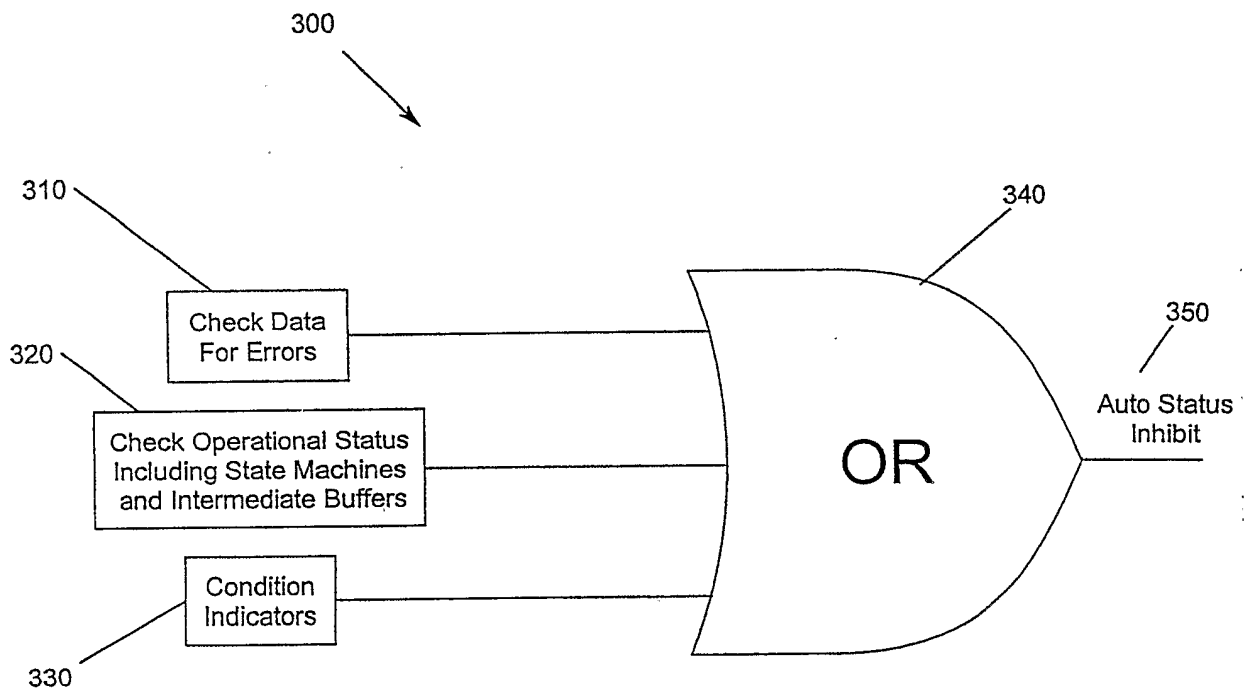 300
310
340
Check Data
For Errors
350
320
Auto Status
Inhibit
Check Operational Status
Including State Machines
and Intermediate Buffers
OR
Condition
Indicators
330